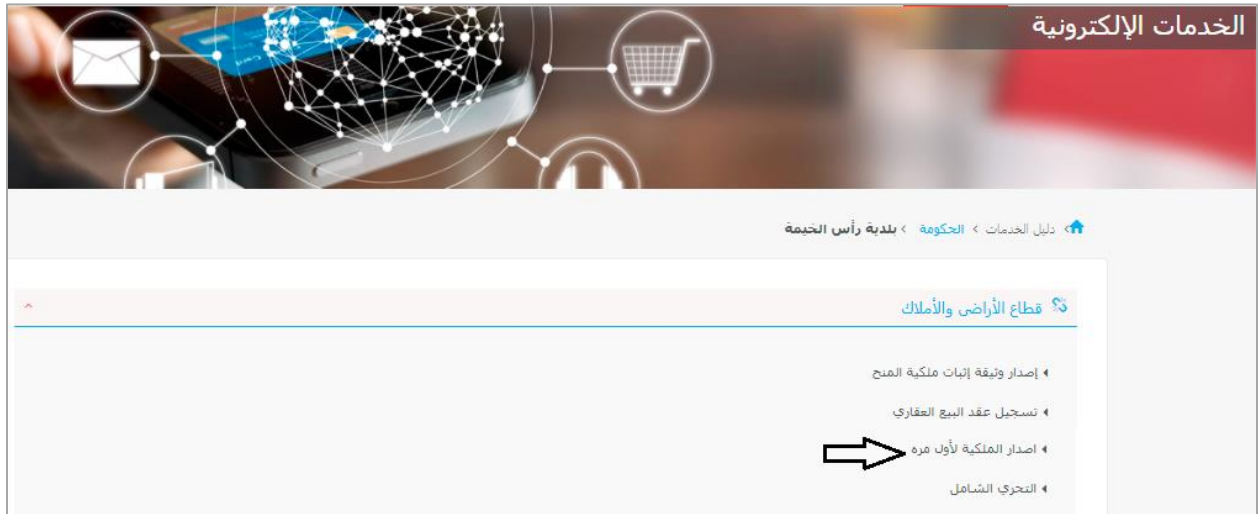 الخدمات الإلكترونية
دليل الخدمات › الحكومة › بلدية رأس الخيمة
قطاع الأراضى والأملاك
إصدار وثيقة إثبات ملكية المنح
تسجيل عقد البيع العقاري
اصدار الملكية لأول مره
التحري الشامل